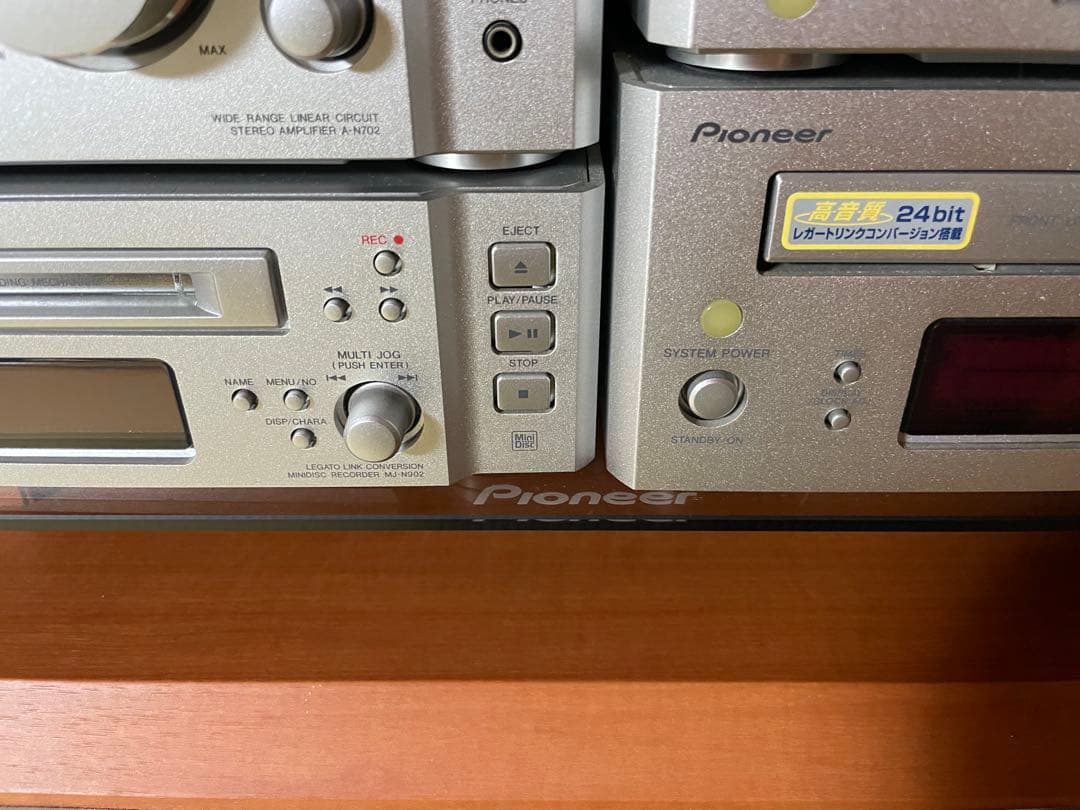 PHONES
MAX
WIDE RANGE LINEAR CIRCUIT
STEREO AMPLIFIER A-N702
REC
EJECT
PLAY/PAUSE
STOP
MULTI JOG
(PUSH ENTER)
NAME
MENU/NO
DISP/CHARA
LEGATO LINK CONVERSION
MINIDISC RECORDER MJ-N902
Mini
Disc
Pioneer
高音質 24bit
レガートリンクコンバージョン搭載
SYSTEM POWER
STANDBY-ON
Pioneer